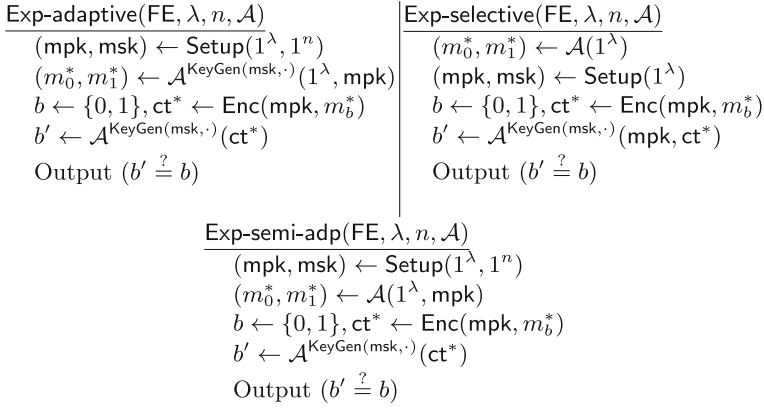 Exp-adaptive(FE, λ, n, 𝒜)
(mpk, msk) ← Setup(1^λ, 1^n)
(m_0^*, m_1^*) ← 𝒜^{KeyGen(msk,·)}(1^λ, mpk)
b ← {0, 1}, ct^* ← Enc(mpk, m_b^*)
b′ ← 𝒜^{KeyGen(msk,·)}(ct^*)
Output (b′ ≟ b)
Exp-selective(FE, λ, n, 𝒜)
(m_0^*, m_1^*) ← 𝒜(1^λ)
(mpk, msk) ← Setup(1^λ)
b ← {0, 1}, ct^* ← Enc(mpk, m_b^*)
b′ ← 𝒜^{KeyGen(msk,·)}(mpk, ct^*)
Output (b′ ≟ b)
Exp-semi-adp(FE, λ, n, 𝒜)
(mpk, msk) ← Setup(1^λ, 1^n)
(m_0^*, m_1^*) ← 𝒜(1^λ, mpk)
b ← {0, 1}, ct^* ← Enc(mpk, m_b^*)
b′ ← 𝒜^{KeyGen(msk,·)}(ct^*)
Output (b′ ≟ b)